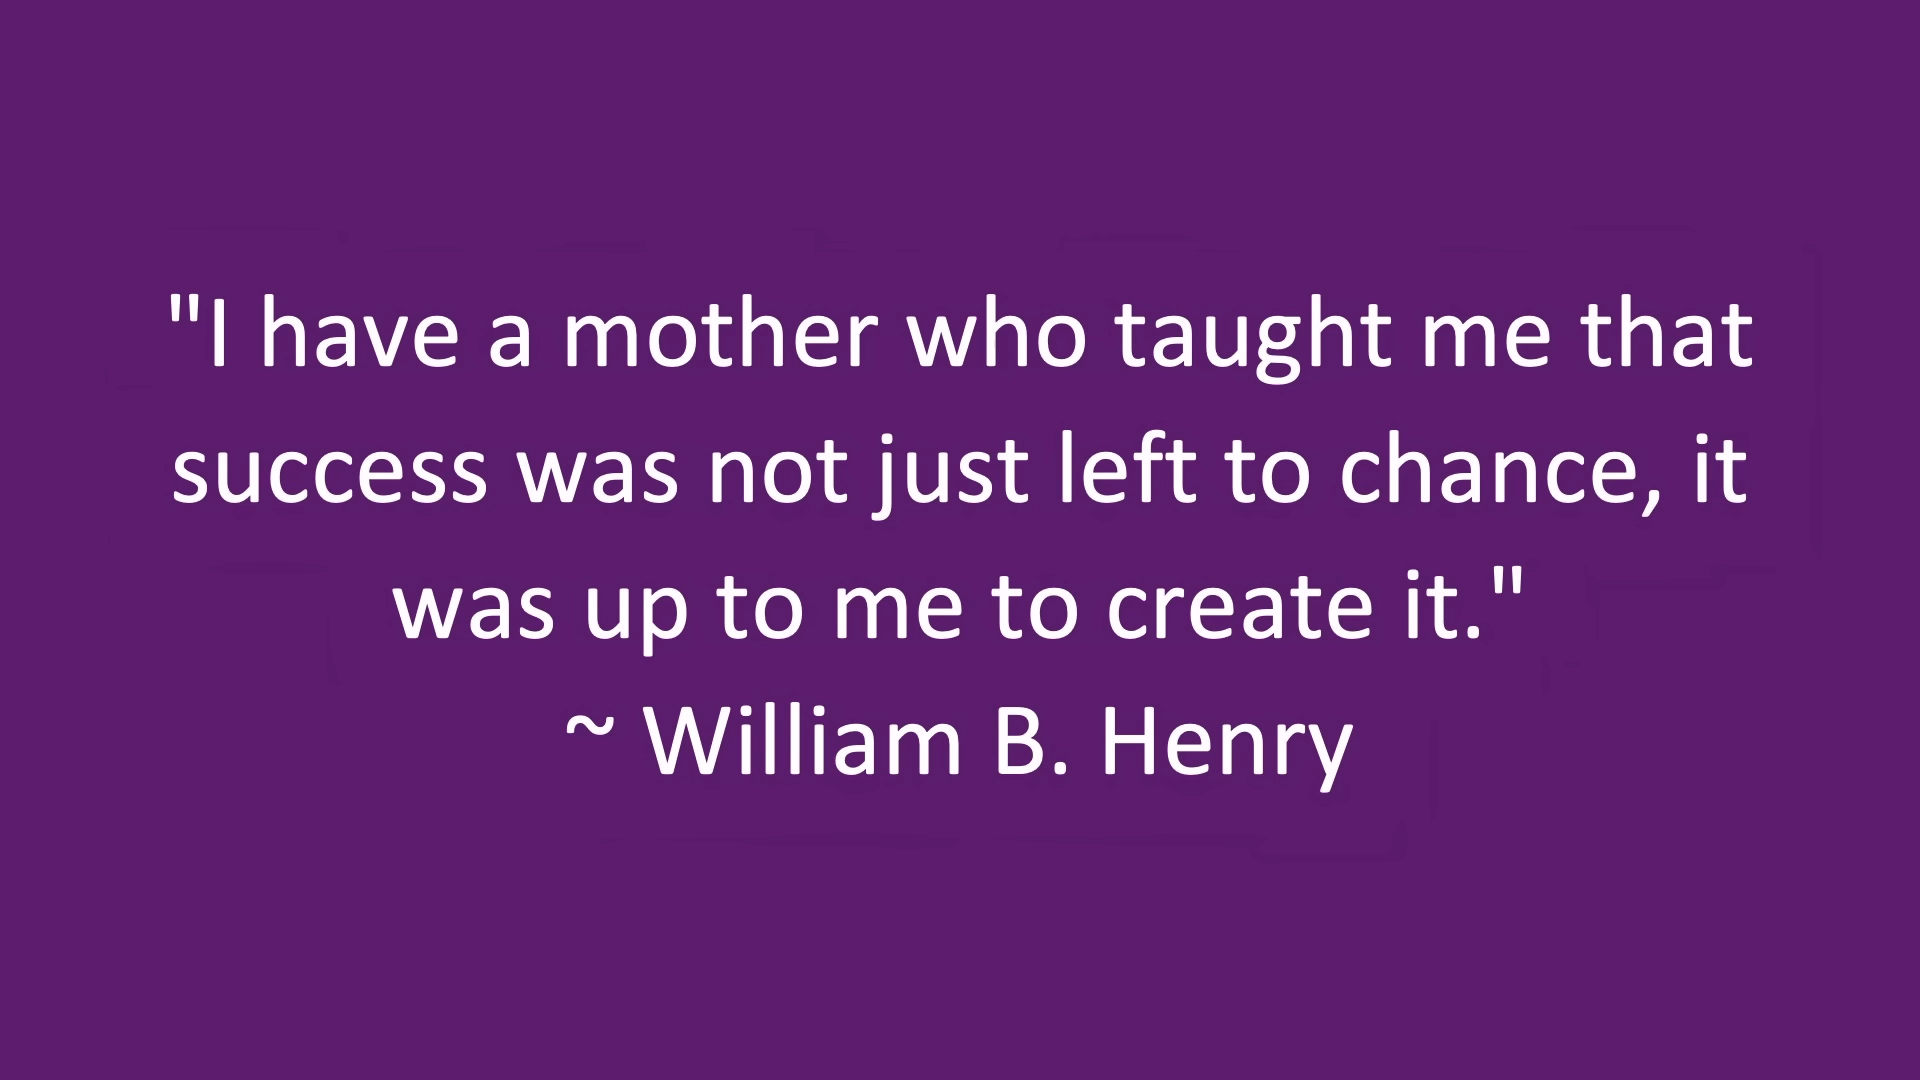 "I have a mother who taught me that
success was not just left to chance, it
was up to me to create it."
~ William B. Henry